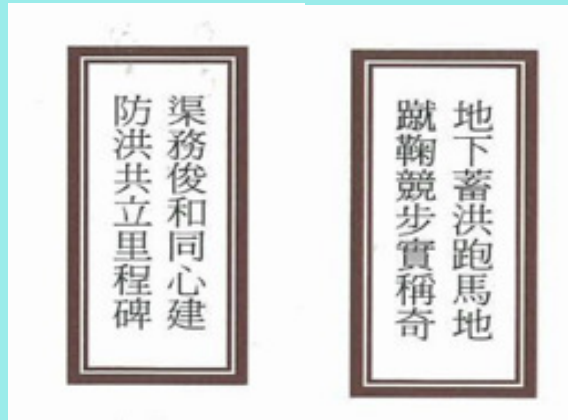 地下蓄洪跑馬地
蹴鞠競步實稱奇
渠務俊和同心建
防洪共立里程碑